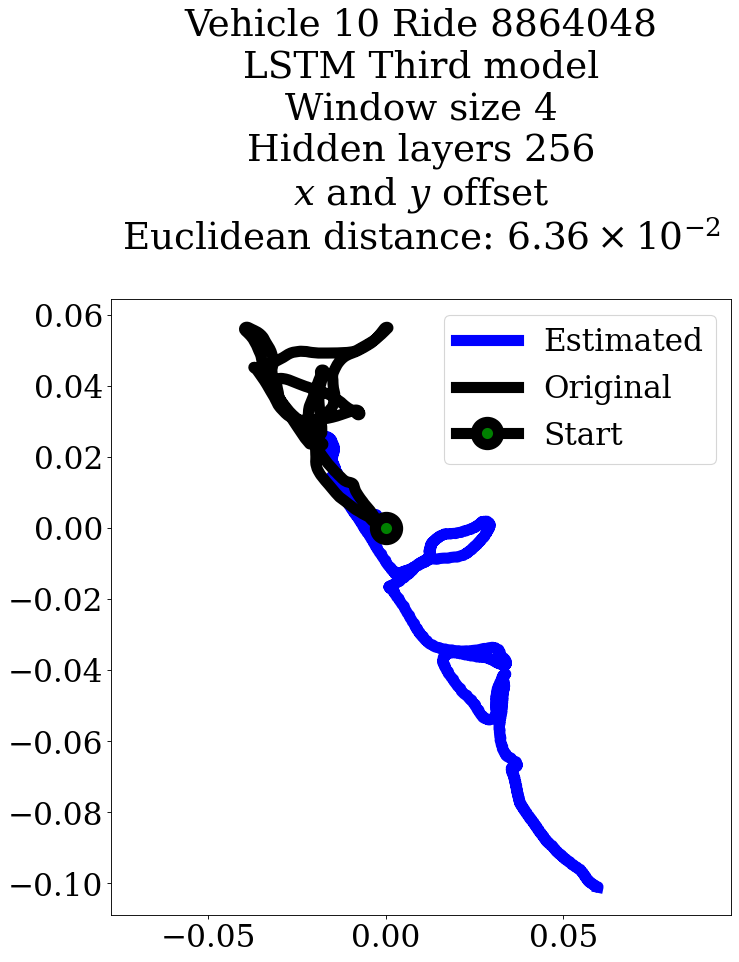 Vehicle 10 Ride 8864048
LSTM Third model
Window size 4
Hidden layers 256
x and y offset
Euclidean distance: 6.36 × 10⁻²
Estimated
Original
Start
0.06
0.04
0.02
0.00
−0.02
−0.04
−0.06
−0.08
−0.10
−0.05 0.00 0.05